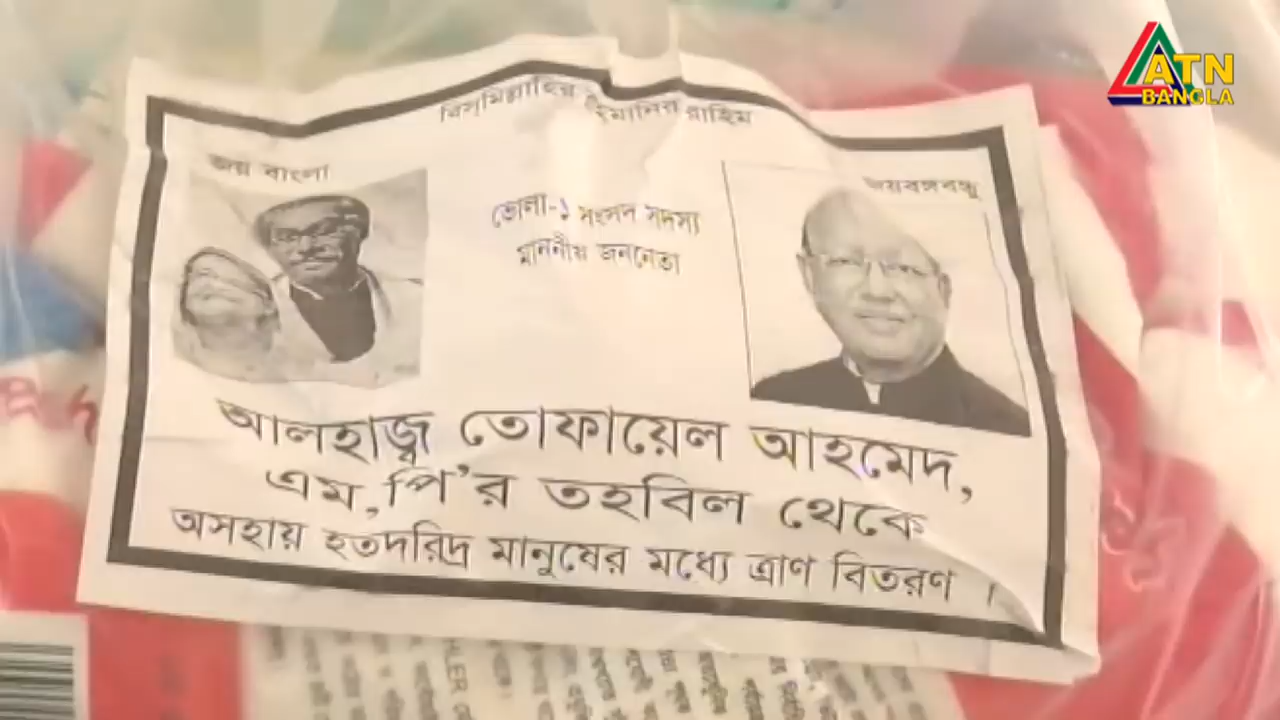 ATN
BANGLA
বিসমিল্লাহির রাহিম
জয় বাংলা
জয়বঙ্গবন্ধু
ভোলা-১ সংসদ সদস্য
মাননীয় জননেতা
আলহাজ্ব তোফায়েল আহমেদ,
এম,পি'র তহবিল থেকে
অসহায় হতদরিদ্র মানুষের মধ্যে ত্রাণ বিতরণ ।